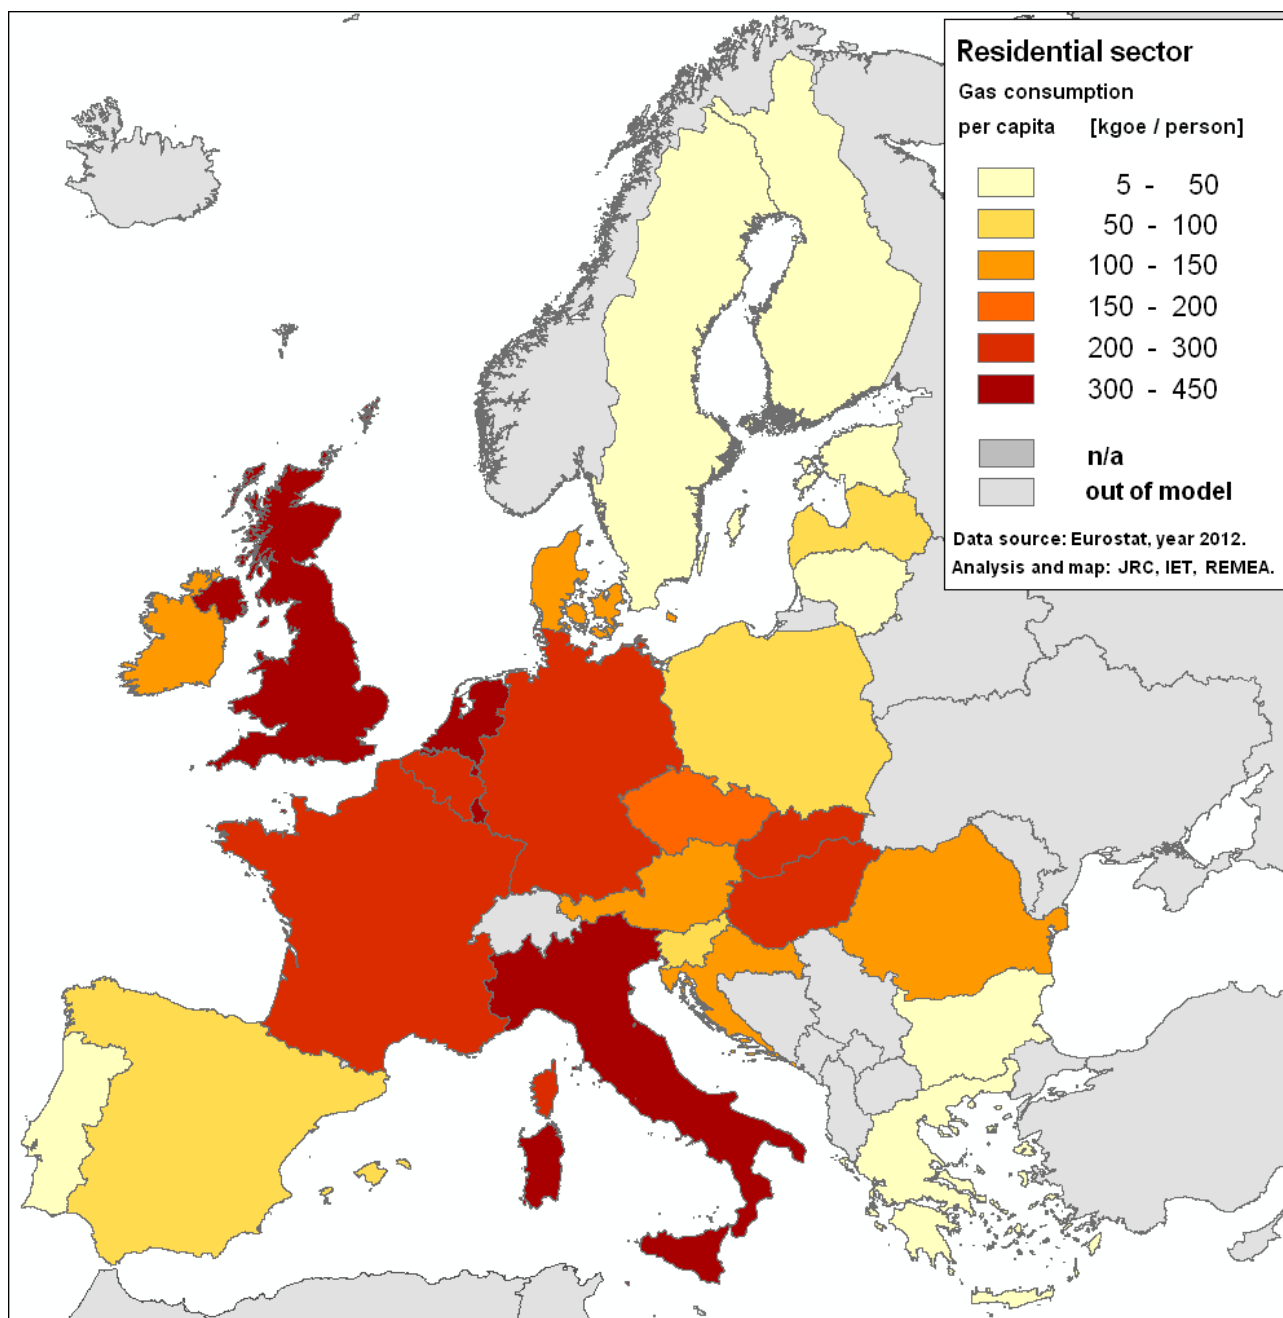 Residential sector
Gas consumption
per capita [kgoe / person]
5 - 50
50 - 100
100 - 150
150 - 200
200 - 300
300 - 450
n/a
out of model
Data source: Eurostat, year 2012.
Analysis and map: JRC, IET, REMEA.